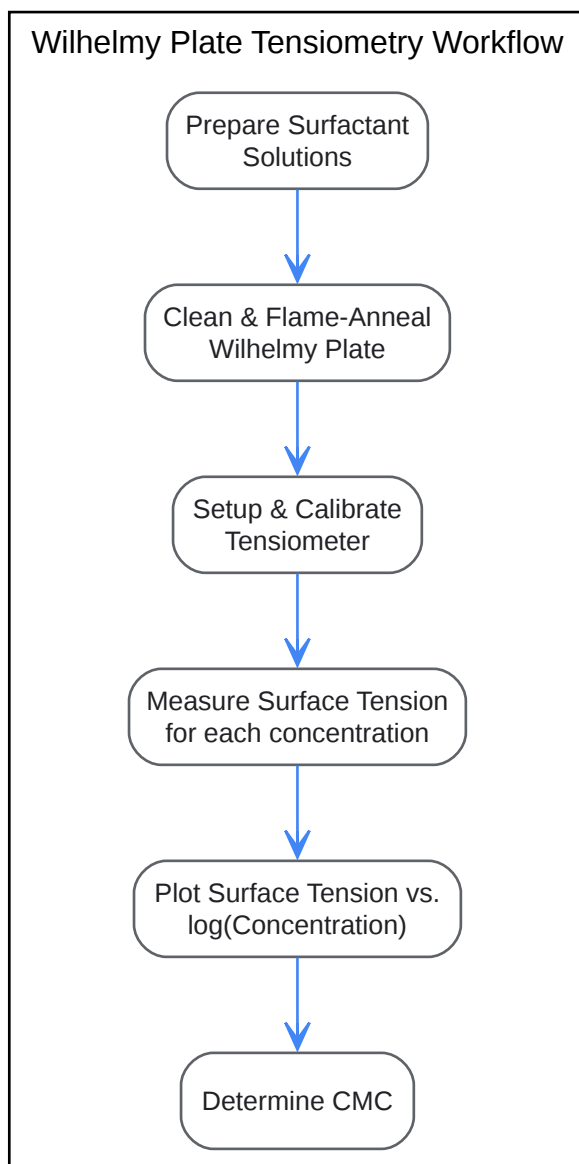 Wilhelmy Plate Tensiometry Workflow
Prepare Surfactant
Solutions
Clean & Flame-Anneal
Wilhelmy Plate
Setup & Calibrate
Tensiometer
Measure Surface Tension
for each concentration
Plot Surface Tension vs.
log(Concentration)
Determine CMC